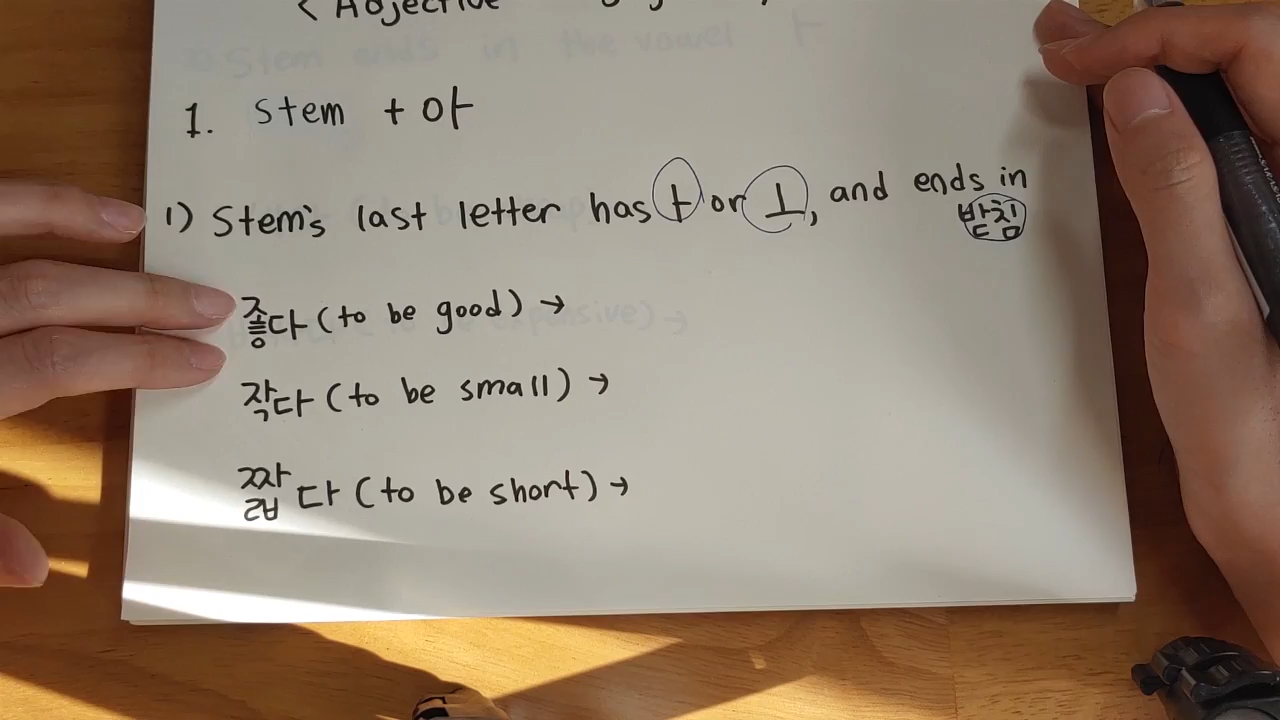 < Adjective
1. Stem + 아
1) Stem's last letter has ㅏ or ㅗ, and ends in
받침
좋다 (to be good) →
작다 (to be small) →
짧다 (to be short) →